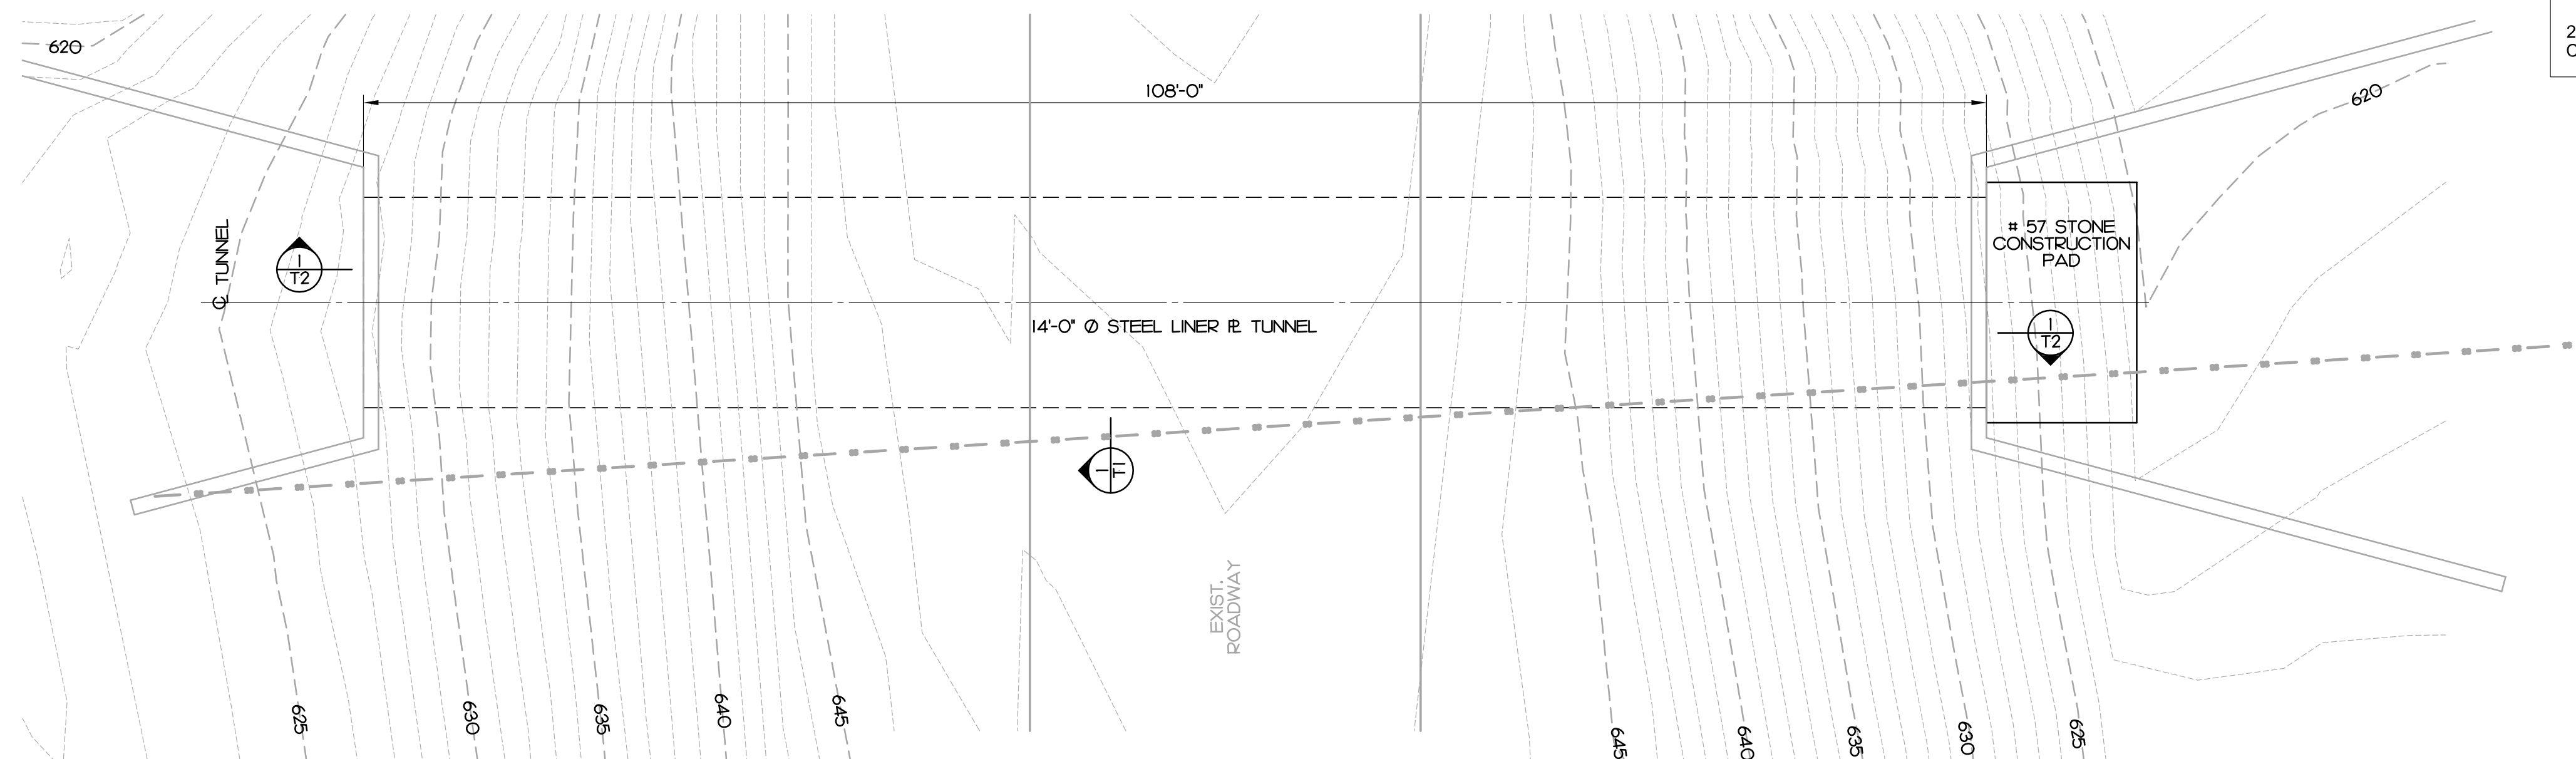 620
2
C
108'-0"
620
# 57 STONE
CONSTRUCTION
PAD
℄ TUNNEL
1
T2
14'-0" Ø STEEL LINER ⅊ TUNNEL
1
T2
1
T1
EXIST.
ROADWAY
625
630
635
640
645
645
640
635
630
625